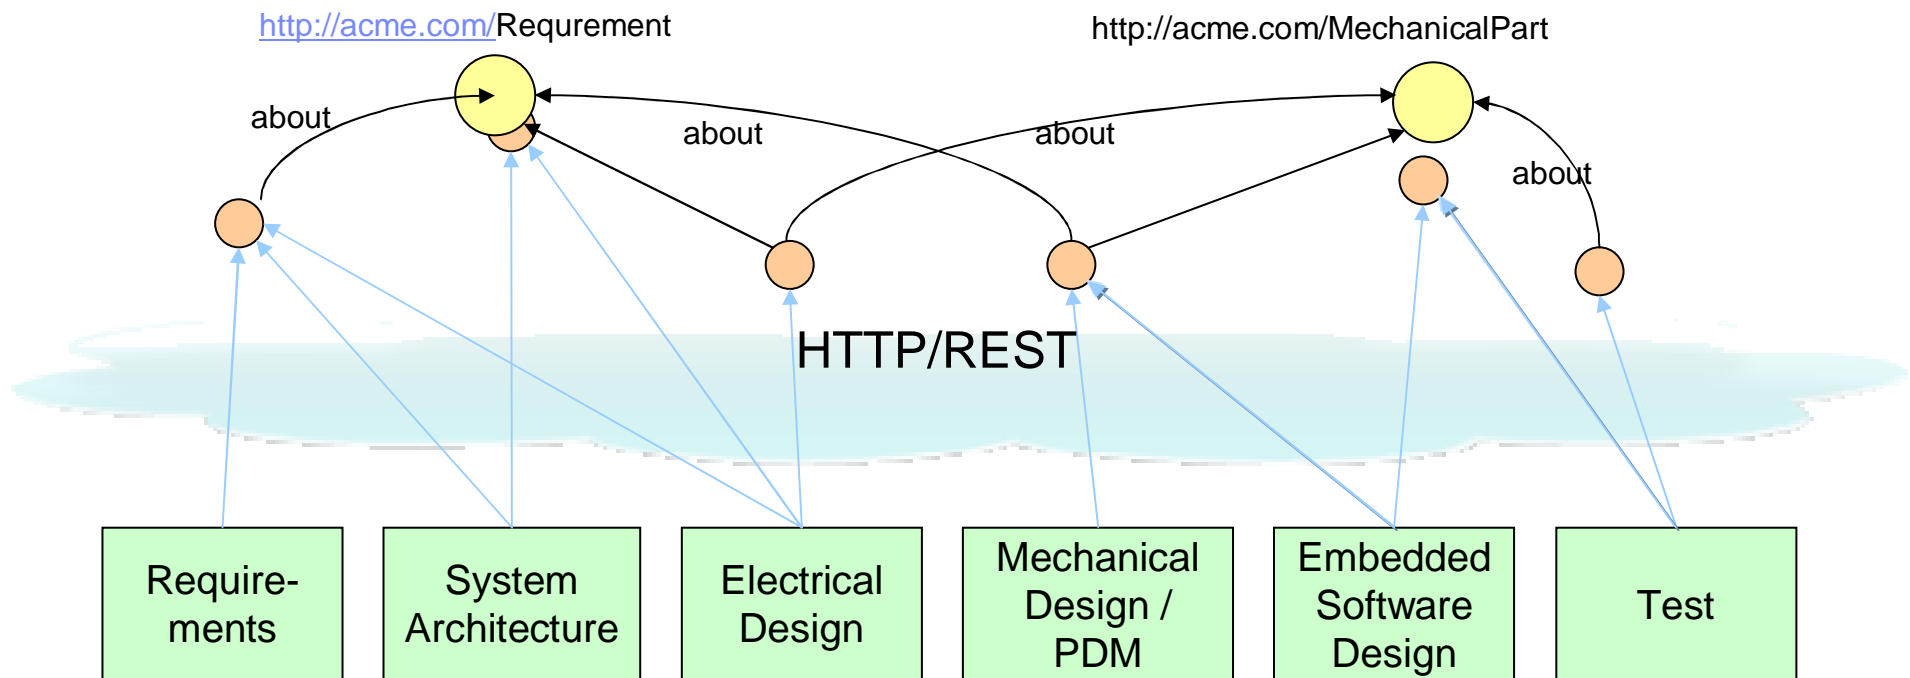 http://acme.com/Requrement
http://acme.com/MechanicalPart
about
about
about
about
HTTP/REST
Require-
ments
System
Architecture
Electrical
Design
Mechanical
Design /
PDM
Embedded
Software
Design
Test